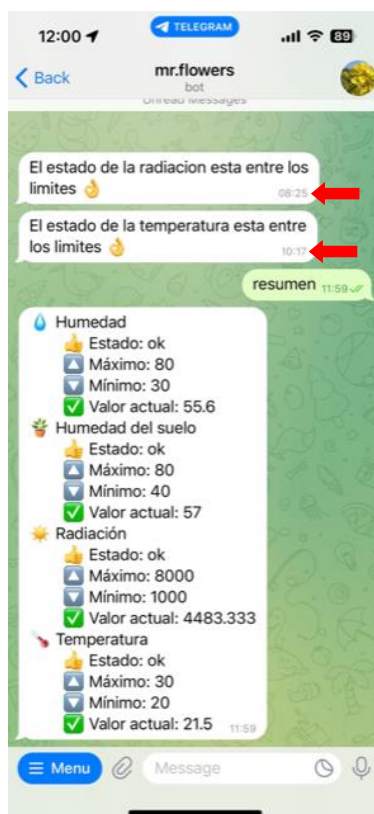 12:00
TELEGRAM
89
Back
mr.flowers
bot
Unread Messages
El estado de la radiacion esta entre los
limites 👌
08:25
El estado de la temperatura esta entre
los limites 👌
10:17
resumen 11:59
💧 Humedad
👍 Estado: ok
🔼 Máximo: 80
🔽 Mínimo: 30
✅ Valor actual: 55.6
🪴 Humedad del suelo
👍 Estado: ok
🔼 Máximo: 80
🔽 Mínimo: 40
✅ Valor actual: 57
☀️ Radiación
👍 Estado: ok
🔼 Máximo: 8000
🔽 Mínimo: 1000
✅ Valor actual: 4483.333
🌡️ Temperatura
👍 Estado: ok
🔼 Máximo: 30
🔽 Mínimo: 20
✅ Valor actual: 21.5 11:59
Menu
Message